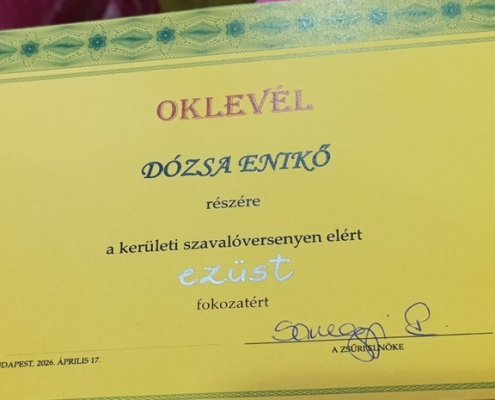 OKLEVÉL
DÓZSA ENIKŐ
részére
a kerületi szavalóversenyen elért
ezüst
fokozatért
UDAPEST, 2026. ÁPRILIS 17.
A ZSŰRI ELNÖKE